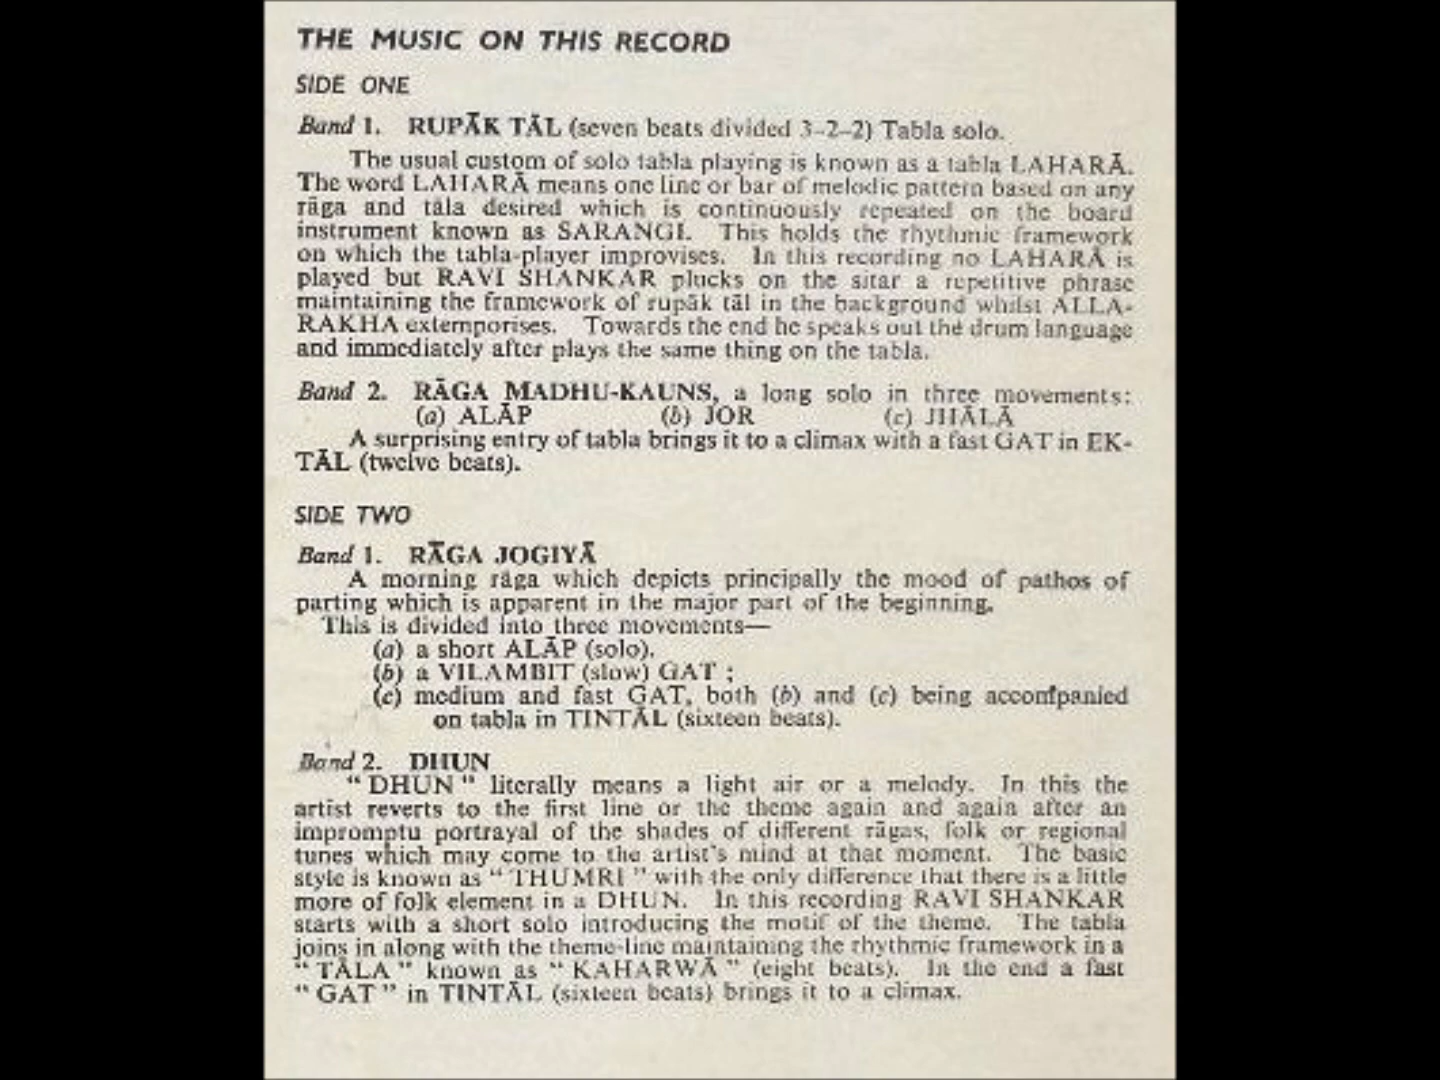 THE MUSIC ON THIS RECORD
SIDE ONE
Band 1. RUPĀK TĀL (seven beats divided 3–2–2) Tabla solo.
The usual custom of solo tabla playing is known as a tabla LAHARĀ.
The word LAHARĀ means one line or bar of melodic pattern based on any
rāga and tāla desired which is continuously repeated on the board
instrument known as SARANGI. This holds the rhythmic framework
on which the tabla-player improvises. In this recording no LAHARĀ is
played but RAVI SHANKAR plucks on the sitar a repetitive phrase
maintaining the framework of rupāk tāl in the background whilst ALLA-
RAKHA extemporises. Towards the end he speaks out the drum language
and immediately after plays the same thing on the tabla.
Band 2. RĀGA MADHU-KAUNS, a long solo in three movements:
(a) ALĀP (b) JOR (c) JHĀLĀ
A surprising entry of tabla brings it to a climax with a fast GAT in EK-
TĀL (twelve beats).
SIDE TWO
Band 1. RĀGA JOGIYĀ
A morning rāga which depicts principally the mood of pathos of
parting which is apparent in the major part of the beginning.
This is divided into three movements—
(a) a short ALĀP (solo).
(b) a VILAMBIT (slow) GAT ;
(c) medium and fast GAT, both (b) and (c) being accompanied
on tabla in TINTĀL (sixteen beats).
Band 2. DHUN
“ DHUN ” literally means a light air or a melody. In this the
artist reverts to the first line or the theme again and again after an
impromptu portrayal of the shades of different rāgas, folk or regional
tunes which may come to the artist's mind at that moment. The basic
style is known as “ THUMRI ” with the only difference that there is a little
more of folk element in a DHUN. In this recording RAVI SHANKAR
starts with a short solo introducing the motif of the theme. The tabla
joins in along with the theme-line maintaining the rhythmic framework in a
“ TĀLA ” known as “ KAHARWĀ ” (eight beats). In the end a fast
“ GAT ” in TINTĀL (sixteen beats) brings it to a climax.